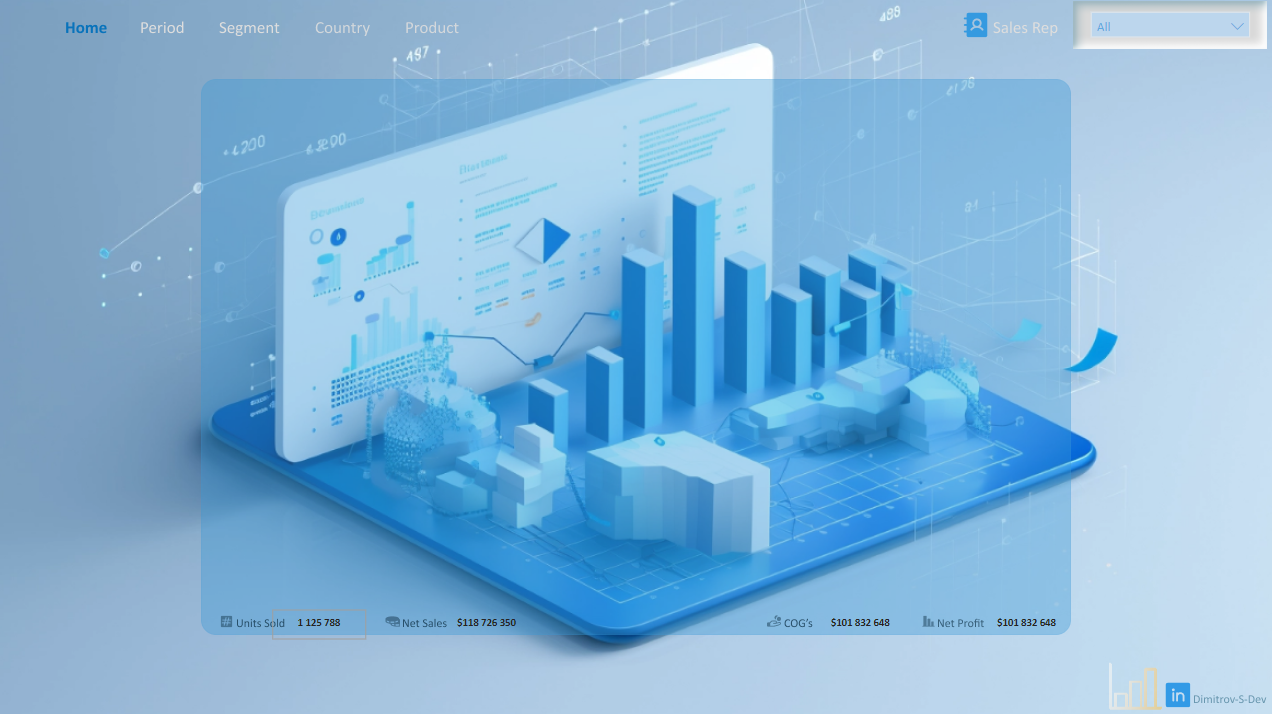 Home Period Segment Country Product Sales Rep All
Units Sold 1 125 788 Net Sales $118 726 350 COG's $101 832 648 Net Profit $101 832 648
in Dimitrov-S-Dev